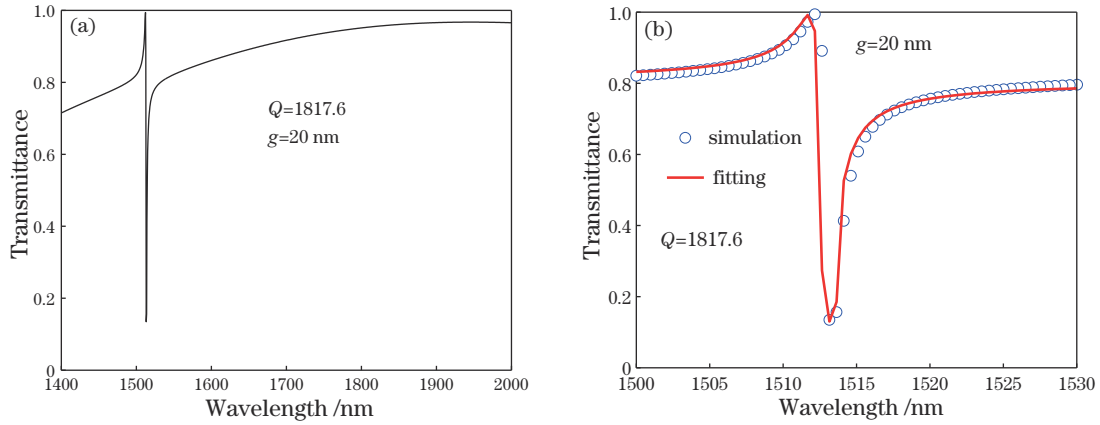 (a)
Q=1817.6
g=20 nm
Transmittance
1.0
0.8
0.6
0.4
0.2
0
1400 1500 1600 1700 1800 1900 2000
Wavelength /nm
(b)
g=20 nm
simulation
fitting
Q=1817.6
Transmittance
1.0
0.8
0.6
0.4
0.2
0
1500 1505 1510 1515 1520 1525 1530
Wavelength /nm